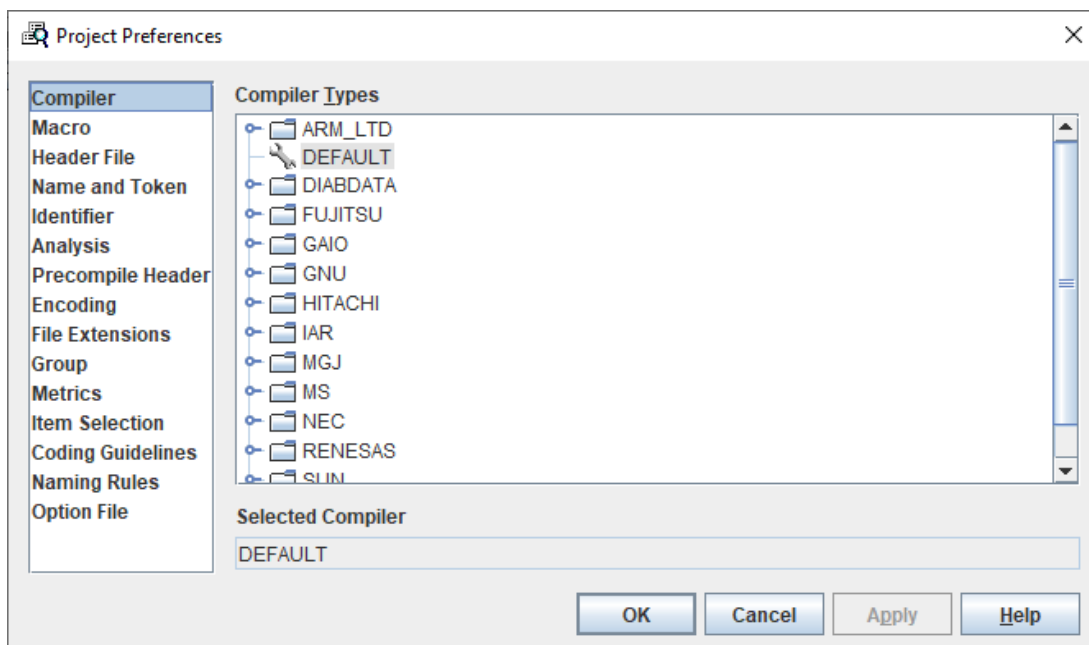 Project Preferences
Compiler
Macro
Header File
Name and Token
Identifier
Analysis
Precompile Header
Encoding
File Extensions
Group
Metrics
Item Selection
Coding Guidelines
Naming Rules
Option File
Compiler Types
ARM_LTD
DEFAULT
DIABDATA
FUJITSU
GAIO
GNU
HITACHI
IAR
MGJ
MS
NEC
RENESAS
SUN
Selected Compiler
DEFAULT
OK
Cancel
Apply
Help